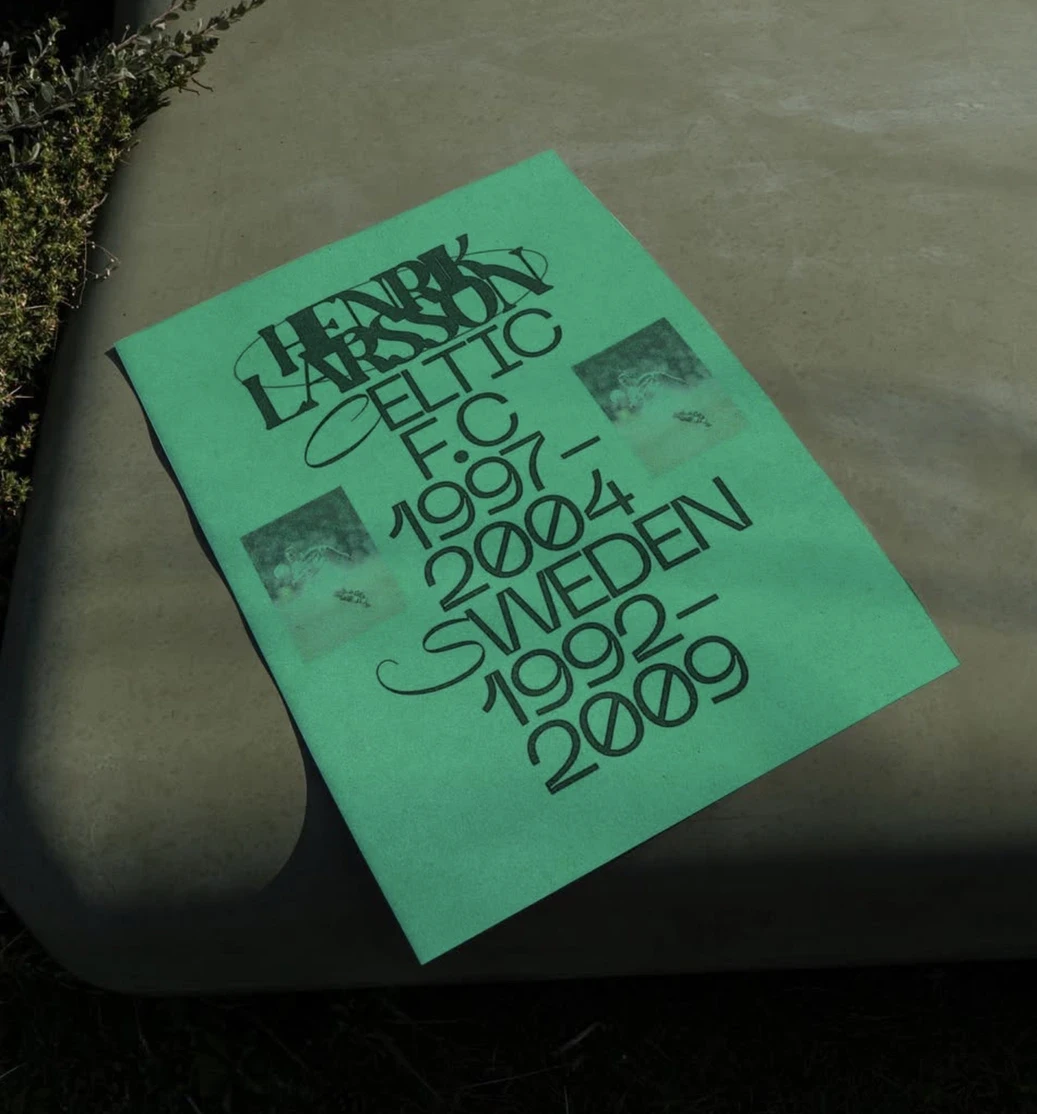 HENRIK
LARSSON
CELTIC
F.C
1997-
2004
SWEDEN
1992-
2009